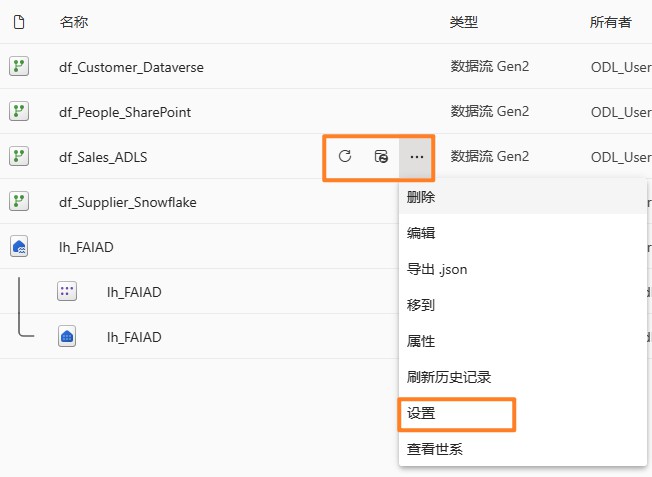 名称 类型 所有者
df_Customer_Dataverse 数据流 Gen2 ODL_User
df_People_SharePoint 数据流 Gen2 ODL_User
df_Sales_ADLS 数据流 Gen2 ODL_User
df_Supplier_Snowflake
lh_FAIAD
lh_FAIAD
lh_FAIAD
删除
编辑
导出 .json
移到
属性
刷新历史记录
设置
查看世系